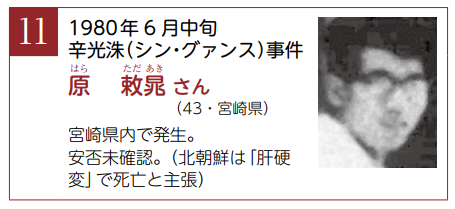 11
1980年6月中旬
辛光洙(シン・グァンス)事件
はら ただ あき
原 敕晁 さん
(43・宮崎県)
宮崎県内で発生。
安否未確認。(北朝鮮は「肝硬
変」で死亡と主張)